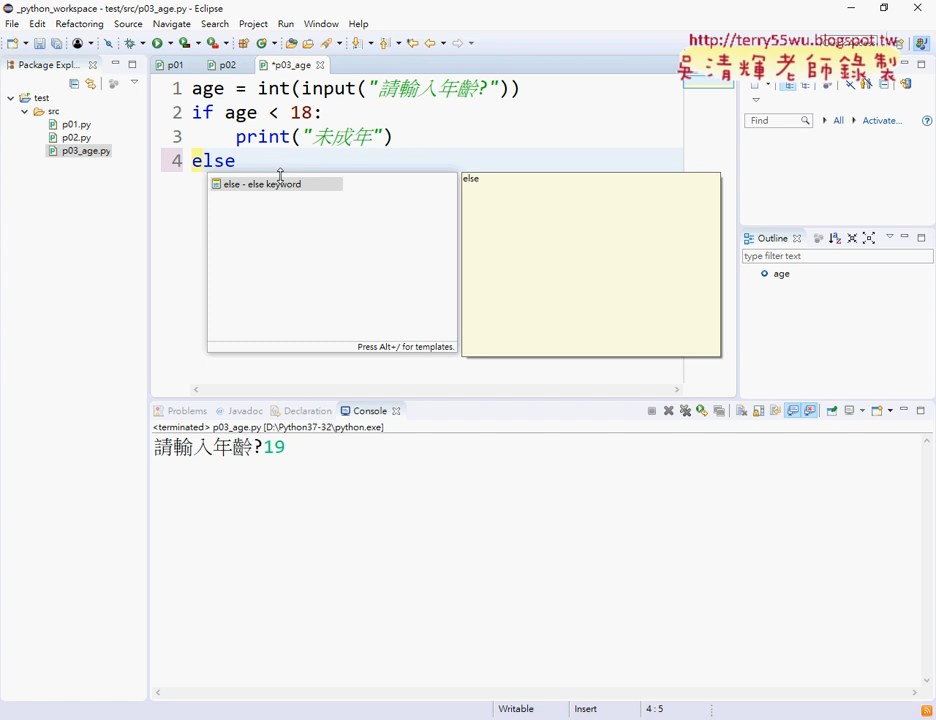 _python_workspace - test/src/p03_age.py - Eclipse
File Edit Refactoring Source Navigate Search Project Run Window Help
http://terry55wu.blogspot.tw
吳清輝老師錄製
Package Expl...
p01
p02
*p03_age
test
src
p01.py
p02.py
p03_age.py
1 age = int(input("請輸入年齡?"))
2 if age < 18:
3 print("未成年")
4 else
else - else keyword
Press Alt+/ for templates.
else
Find
All
Activate...
Outline
type filter text
age
Problems Javadoc Declaration Console
<terminated> p03_age.py [D:\Python37-32\python.exe]
請輸入年齡?19
Writable Insert 4 : 5